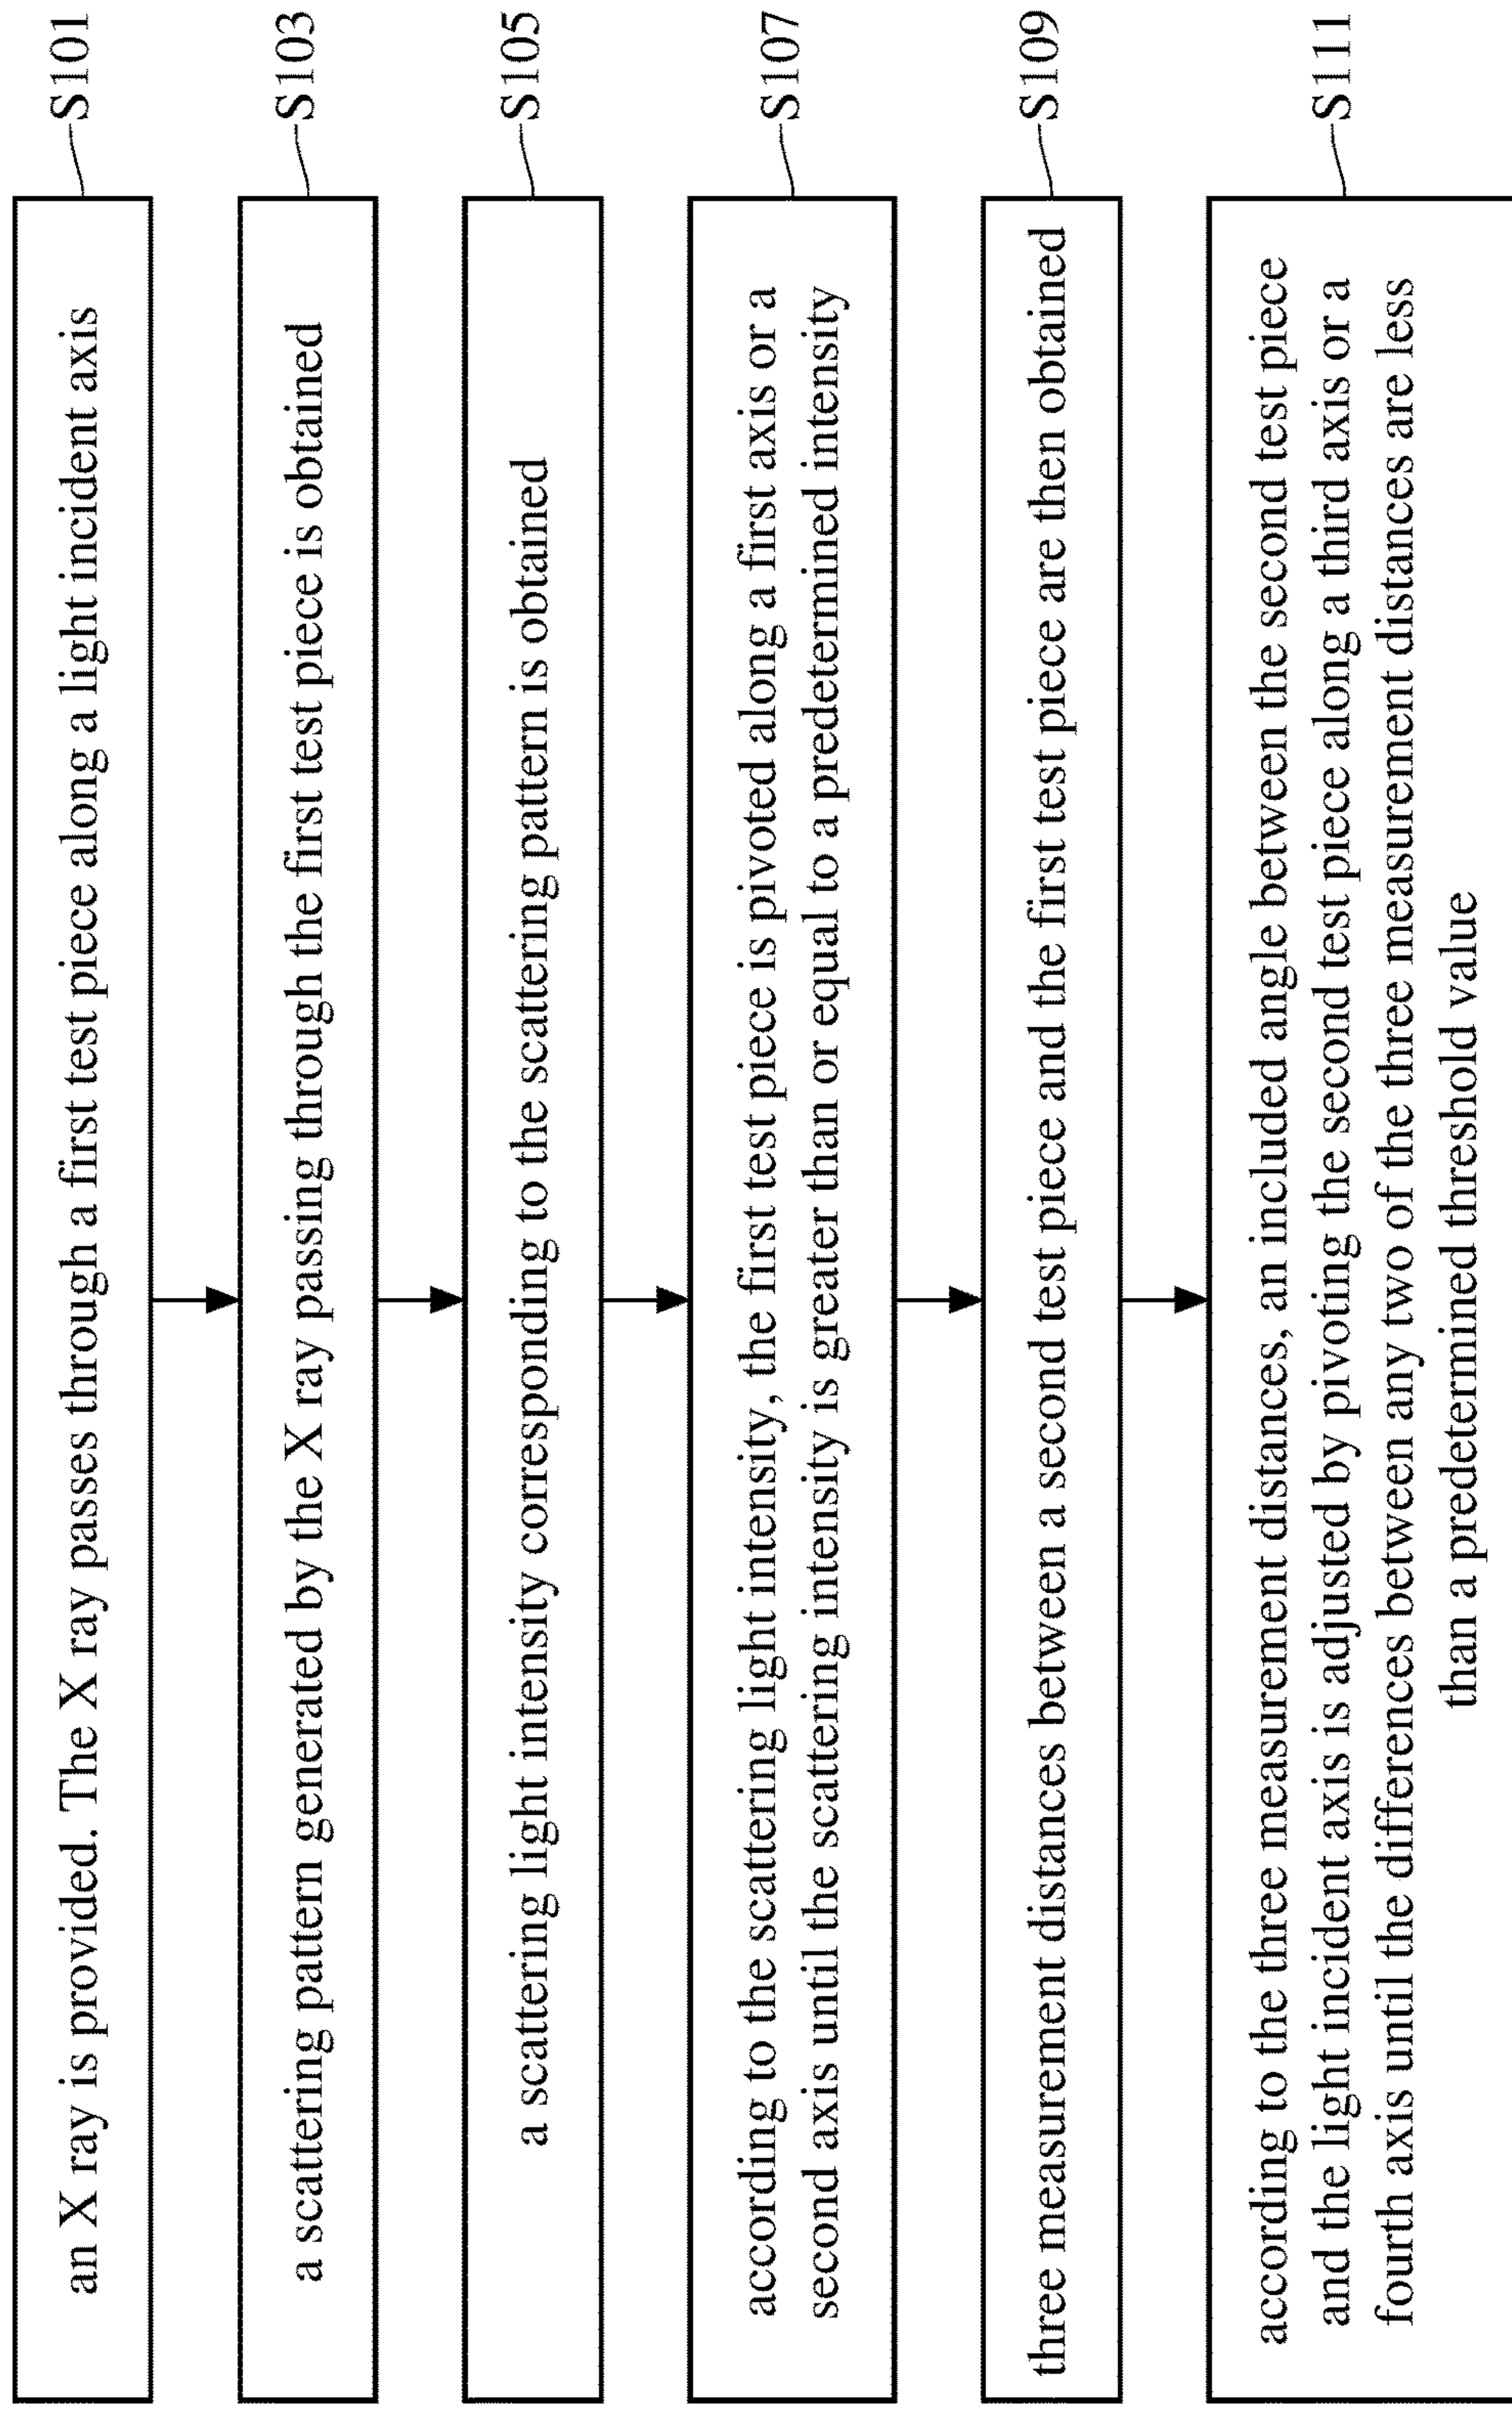 an X ray is provided. The X ray passes through a first test piece along a light incident axis
S101
a scattering pattern generated by the X ray passing through the first test piece is obtained
S103
a scattering light intensity corresponding to the scattering pattern is obtained
S105
according to the scattering light intensity, the first test piece is pivoted along a first axis or a
second axis until the scattering intensity is greater than or equal to a predetermined intensity
S107
three measurement distances between a second test piece and the first test piece are then obtained
S109
according to the three measurement distances, an included angle between the second test piece
and the light incident axis is adjusted by pivoting the second test piece along a third axis or a
fourth axis until the differences between any two of the three measurement distances are less
than a predetermined threshold value
S111